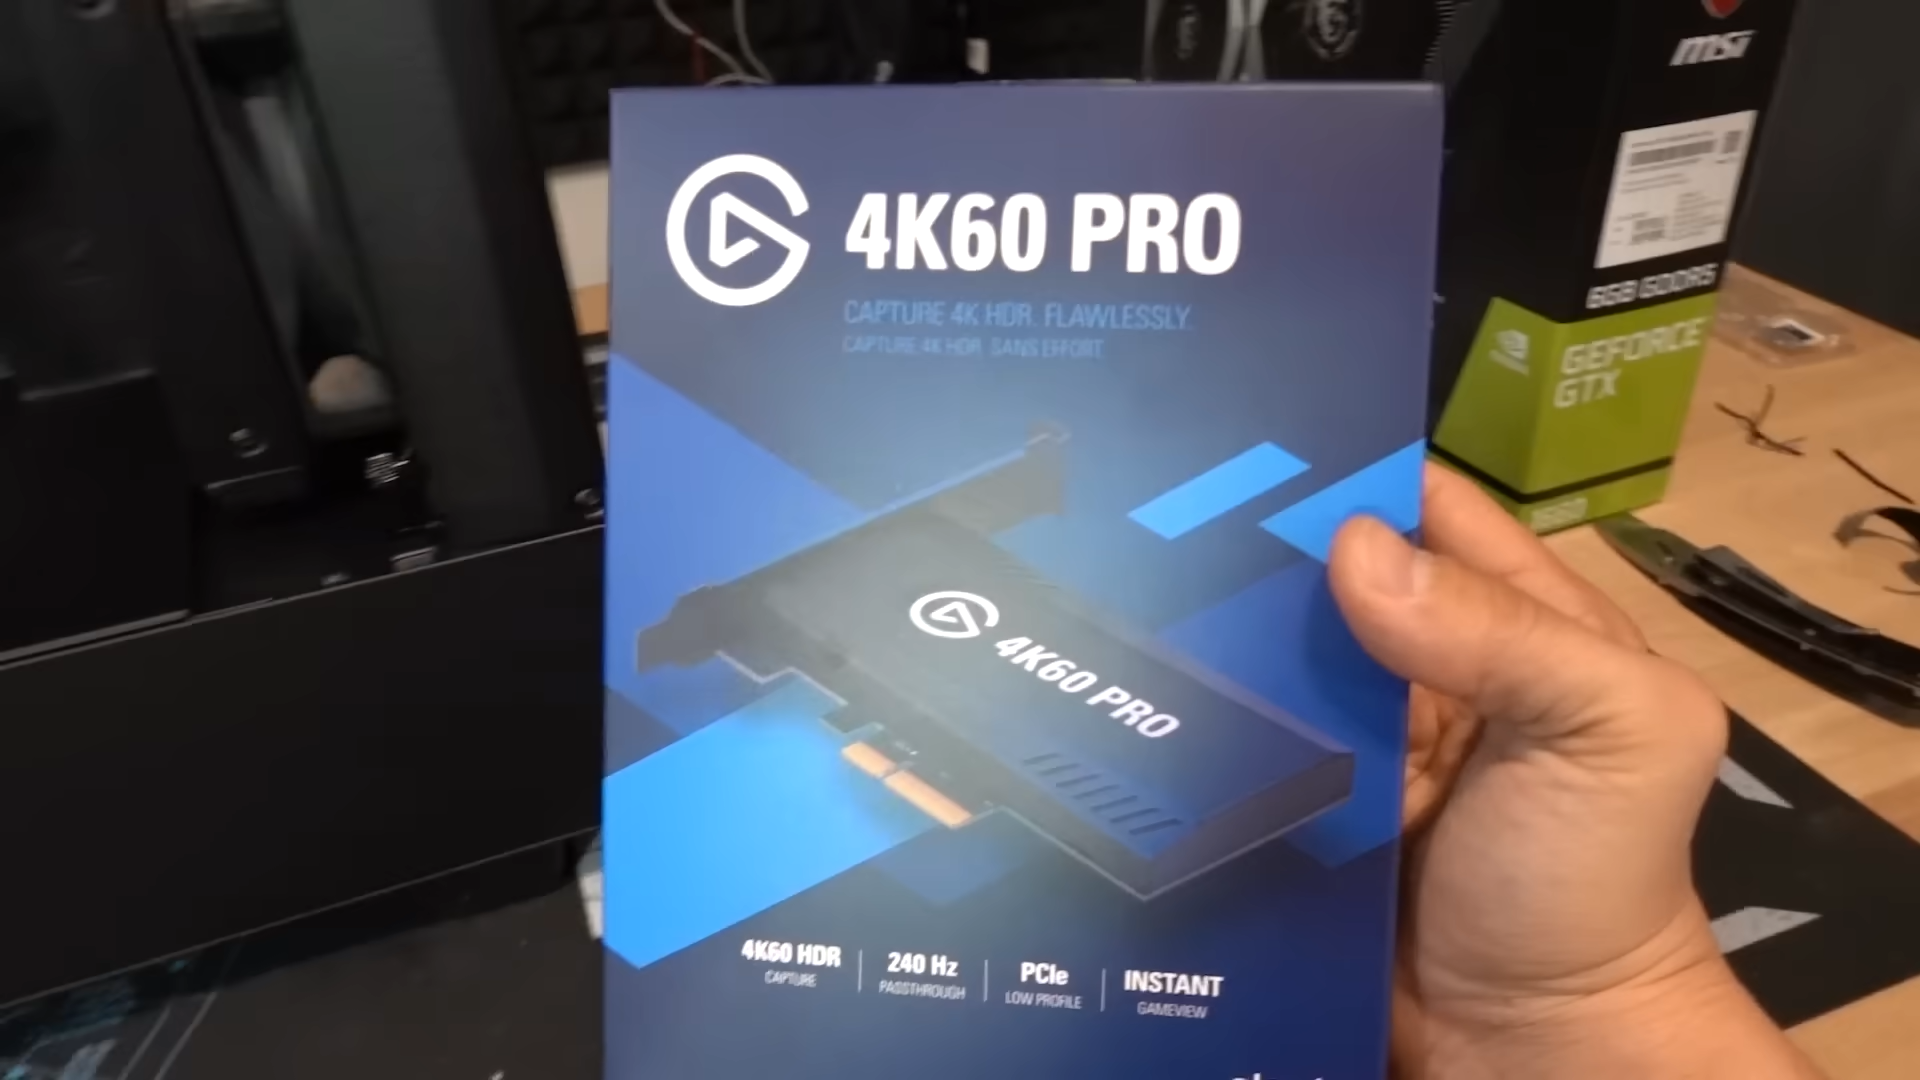 4K60 PRO
CAPTURE 4K HDR. FLAWLESSLY.
CAPTURE 4K HDR. SANS EFFORT.
4K60 PRO
4K60 HDR
CAPTURE
240 Hz
PASSTHROUGH
PCIe
LOW PROFILE
INSTANT
GAMEVIEW
msi
6GB GDDR5
GEFORCE
GTX
1660